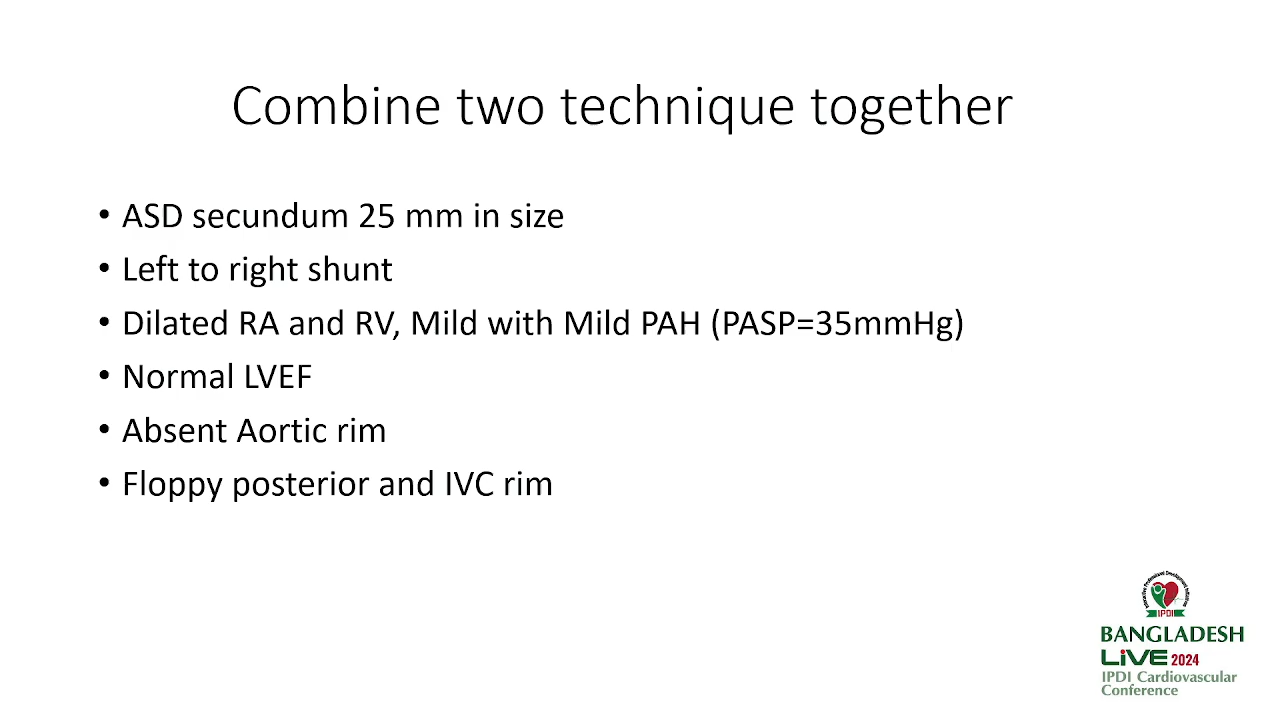 Combine two technique together
• ASD secundum 25 mm in size
• Left to right shunt
• Dilated RA and RV, Mild with Mild PAH (PASP=35mmHg)
• Normal LVEF
• Absent Aortic rim
• Floppy posterior and IVC rim
IPDI
BANGLADESH
LiVE 2024
IPDI Cardiovascular
Conference